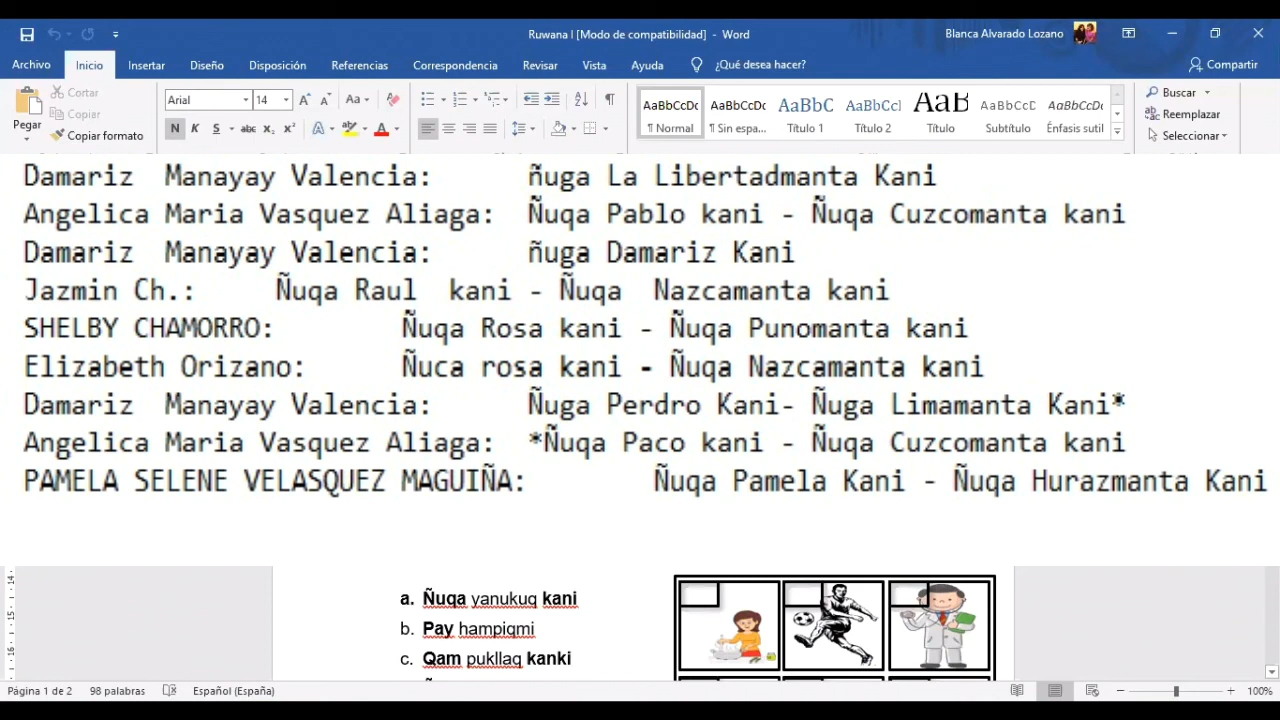 Ruwana I [Modo de compatibilidad] - Word
Blanca Alvarado Lozano
Archivo Inicio Insertar Diseño Disposición Referencias Correspondencia Revisar Vista Ayuda ¿Qué desea hacer? Compartir
Pegar
Cortar
Copiar
Copiar formato
Arial 14
N K S abc x₂ x²
AaBbCcDc AaBbCcDc AaBbC AaBbCcI AaB AaBbCcD AaBbCcDc
¶ Normal ¶ Sin espa... Título 1 Título 2 Título Subtítulo Énfasis sutil
Buscar
Reemplazar
Seleccionar
Damariz Manayay Valencia: ñuga La Libertadmanta Kani
Angelica Maria Vasquez Aliaga: Ñuqa Pablo kani - Ñuqa Cuzcomanta kani
Damariz Manayay Valencia: ñuga Damariz Kani
Jazmin Ch.: Ñuqa Raul kani - Ñuqa Nazcamanta kani
SHELBY CHAMORRO: Ñuqa Rosa kani - Ñuqa Punomanta kani
Elizabeth Orizano: Ñuca rosa kani - Ñuqa Nazcamanta kani
Damariz Manayay Valencia: Ñuga Perdro Kani- Ñuga Limamanta Kani*
Angelica Maria Vasquez Aliaga: *Ñuqa Paco kani - Ñuqa Cuzcomanta kani
PAMELA SELENE VELASQUEZ MAGUIÑA: Ñuqa Pamela Kani - Ñuqa Hurazmanta Kani
a. Ñuqa yanukuq kani
b. Pay hampiqmi
c. Qam pukllaq kanki
14
15
16
Página 1 de 2 98 palabras Español (España) 100%